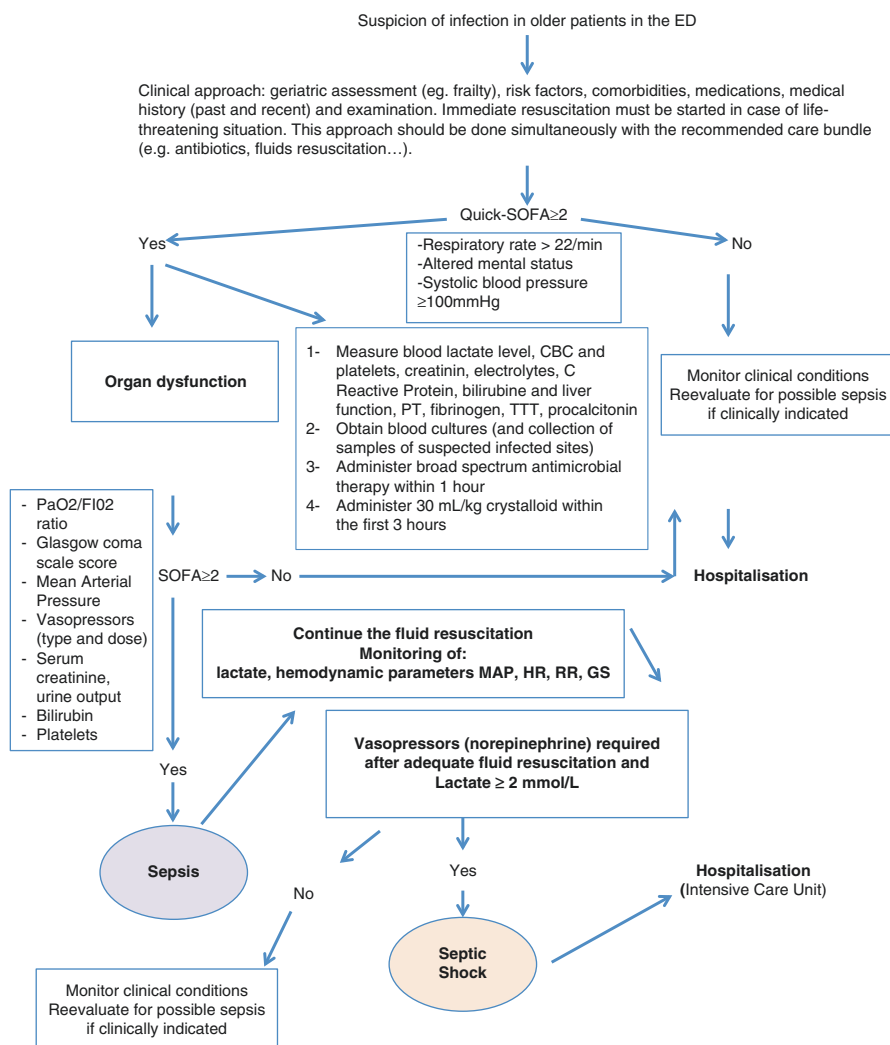 Suspicion of infection in older patients in the ED
Clinical approach: geriatric assessment (eg. frailty), risk factors, comorbidities, medications, medical
history (past and recent) and examination. Immediate resuscitation must be started in case of life-
threatening situation. This approach should be done simultaneously with the recommended care bundle
(e.g. antibiotics, fluids resuscitation…).
Quick-SOFA≥2
Yes
No
-Respiratory rate > 22/min
-Altered mental status
-Systolic blood pressure
≥100mmHg
Organ dysfunction
1- Measure blood lactate level, CBC and
platelets, creatinin, electrolytes, C
Reactive Protein, bilirubine and liver
function, PT, fibrinogen, TTT, procalcitonin
2- Obtain blood cultures (and collection of
samples of suspected infected sites)
3- Administer broad spectrum antimicrobial
therapy within 1 hour
4- Administer 30 mL/kg crystalloid within
the first 3 hours
Monitor clinical conditions
Reevaluate for possible sepsis
if clinically indicated
- PaO2/FI02
ratio
- Glasgow coma
scale score
- Mean Arterial
Pressure
- Vasopressors
(type and dose)
- Serum
creatinine,
urine output
- Bilirubin
- Platelets
SOFA≥2
No
Hospitalisation
Continue the fluid resuscitation
Monitoring of:
lactate, hemodynamic parameters MAP, HR, RR, GS
Vasopressors (norepinephrine) required
after adequate fluid resuscitation and
Lactate ≥ 2 mmol/L
Yes
Sepsis
No
Yes
Hospitalisation
(Intensive Care Unit)
Septic
Shock
Monitor clinical conditions
Reevaluate for possible sepsis
if clinically indicated